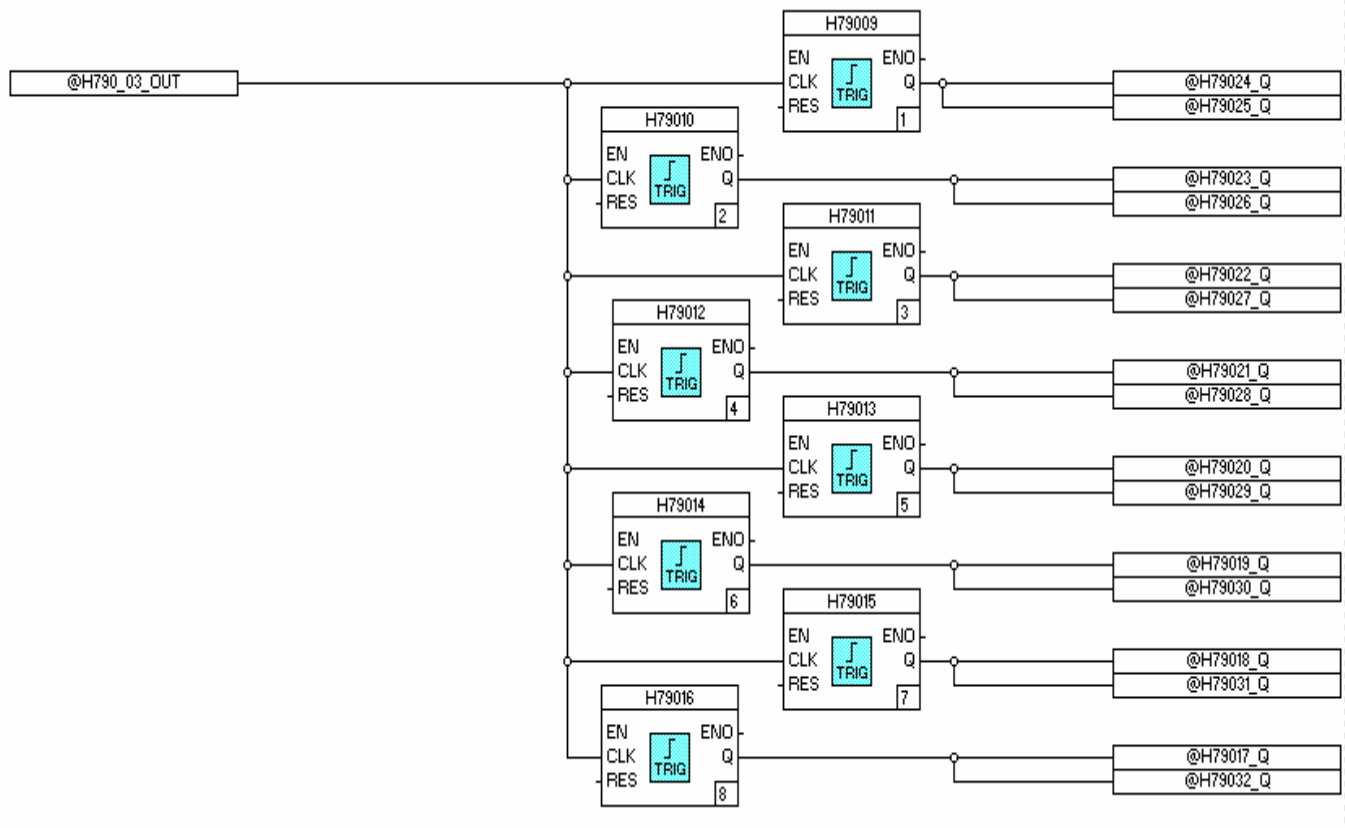 H79009
EN ENO
@H790_03_OUT CLK Q @H79024_Q
TRIG
RES @H79025_Q
1
H79010
EN ENO
CLK Q @H79023_Q
TRIG
RES @H79026_Q
2
H79011
EN ENO
CLK Q @H79022_Q
TRIG
RES @H79027_Q
3
H79012
EN ENO
CLK Q @H79021_Q
TRIG
RES @H79028_Q
4
H79013
EN ENO
CLK Q @H79020_Q
TRIG
RES @H79029_Q
5
H79014
EN ENO
CLK Q @H79019_Q
TRIG
RES @H79030_Q
6
H79015
EN ENO
CLK Q @H79018_Q
TRIG
RES @H79031_Q
7
H79016
EN ENO
CLK Q @H79017_Q
TRIG
RES @H79032_Q
8